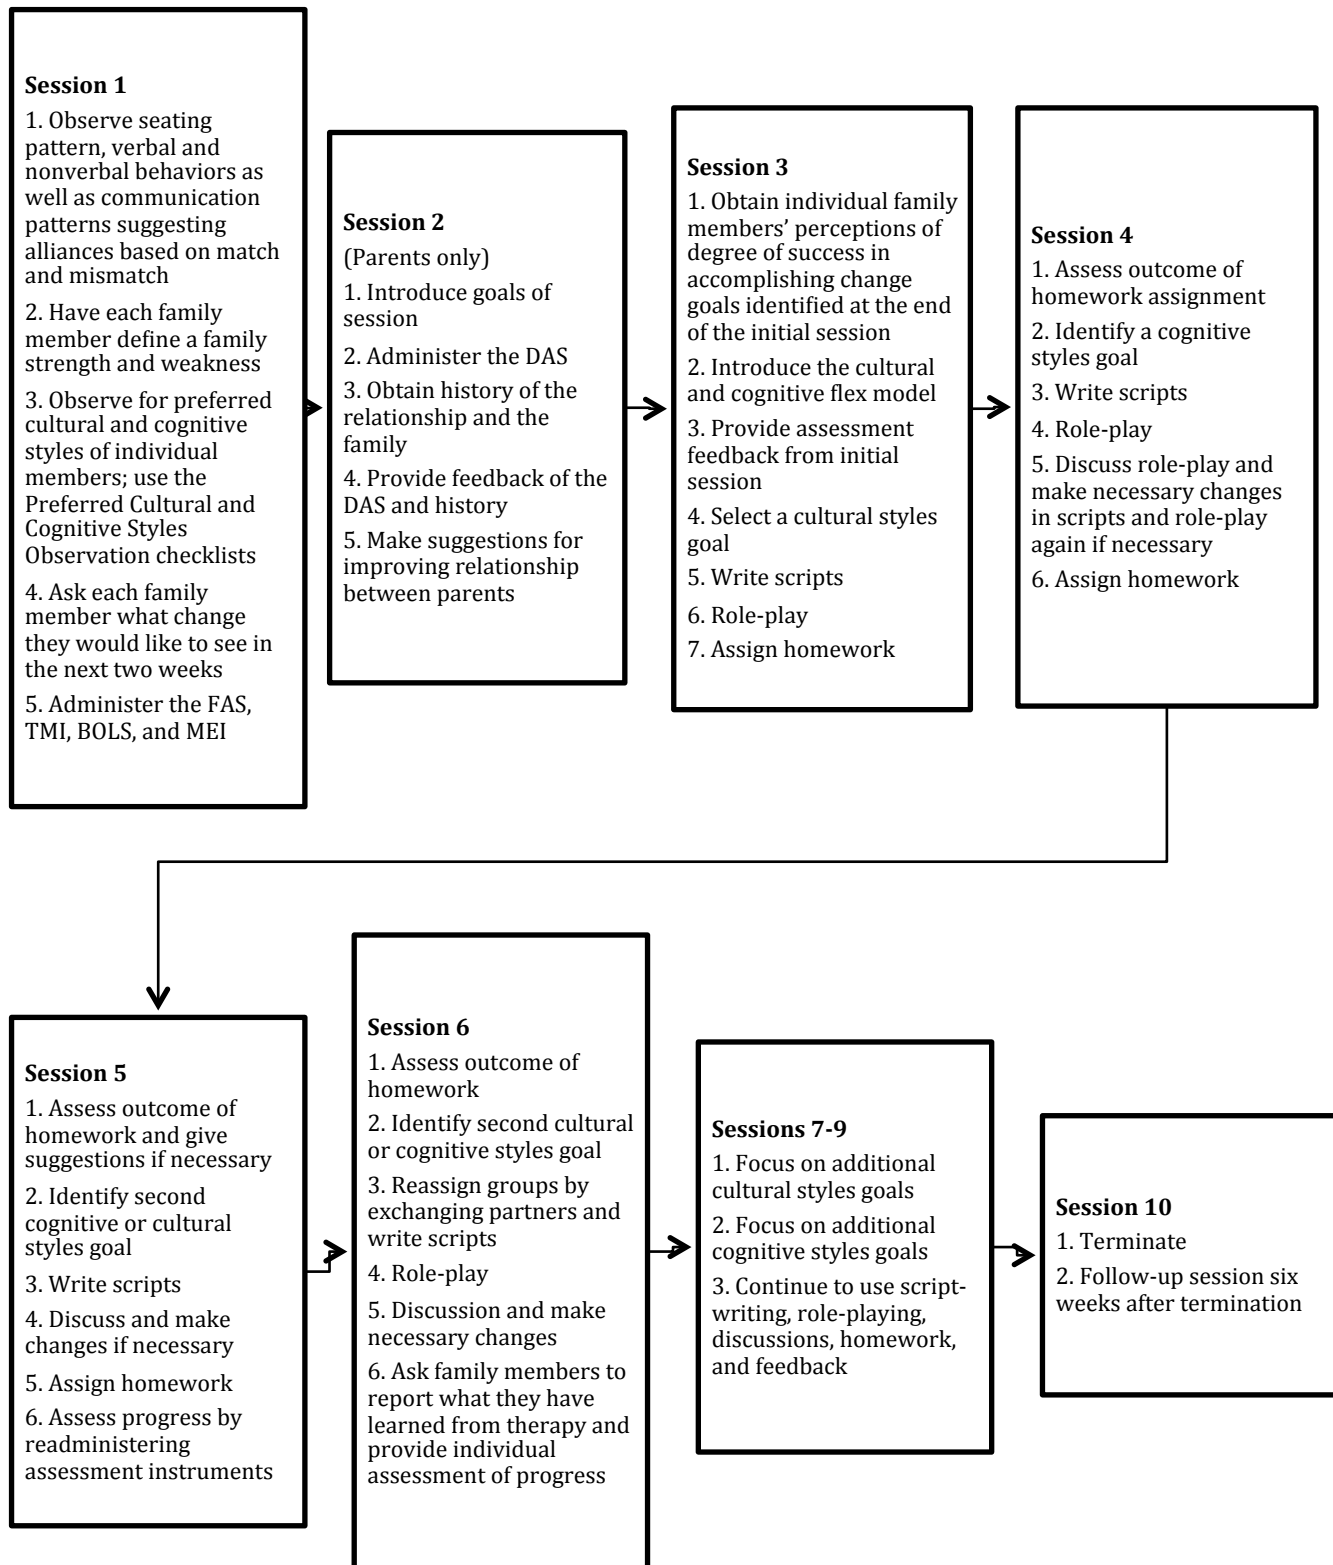 Session 1
1. Observe seating
pattern, verbal and
nonverbal behaviors as
well as communication
patterns suggesting
alliances based on match
and mismatch
2. Have each family
member define a family
strength and weakness
3. Observe for preferred
cultural and cognitive
styles of individual
members; use the
Preferred Cultural and
Cognitive Styles
Observation checklists
4. Ask each family
member what change
they would like to see in
the next two weeks
5. Administer the FAS,
TMI, BOLS, and MEI
Session 2
(Parents only)
1. Introduce goals of
session
2. Administer the DAS
3. Obtain history of the
relationship and the
family
4. Provide feedback of the
DAS and history
5. Make suggestions for
improving relationship
between parents
Session 3
1. Obtain individual family
members’ perceptions of
degree of success in
accomplishing change
goals identified at the end
of the initial session
2. Introduce the cultural
and cognitive flex model
3. Provide assessment
feedback from initial
session
4. Select a cultural styles
goal
5. Write scripts
6. Role-play
7. Assign homework
Session 4
1. Assess outcome of
homework assignment
2. Identify a cognitive
styles goal
3. Write scripts
4. Role-play
5. Discuss role-play and
make necessary changes
in scripts and role-play
again if necessary
6. Assign homework
Session 5
1. Assess outcome of
homework and give
suggestions if necessary
2. Identify second
cognitive or cultural
styles goal
3. Write scripts
4. Discuss and make
changes if necessary
5. Assign homework
6. Assess progress by
readministering
assessment instruments
Session 6
1. Assess outcome of
homework
2. Identify second cultural
or cognitive styles goal
3. Reassign groups by
exchanging partners and
write scripts
4. Role-play
5. Discussion and make
necessary changes
6. Ask family members to
report what they have
learned from therapy and
provide individual
assessment of progress
Sessions 7-9
1. Focus on additional
cultural styles goals
2. Focus on additional
cognitive styles goals
3. Continue to use script-
writing, role-playing,
discussions, homework,
and feedback
Session 10
1. Terminate
2. Follow-up session six
weeks after termination